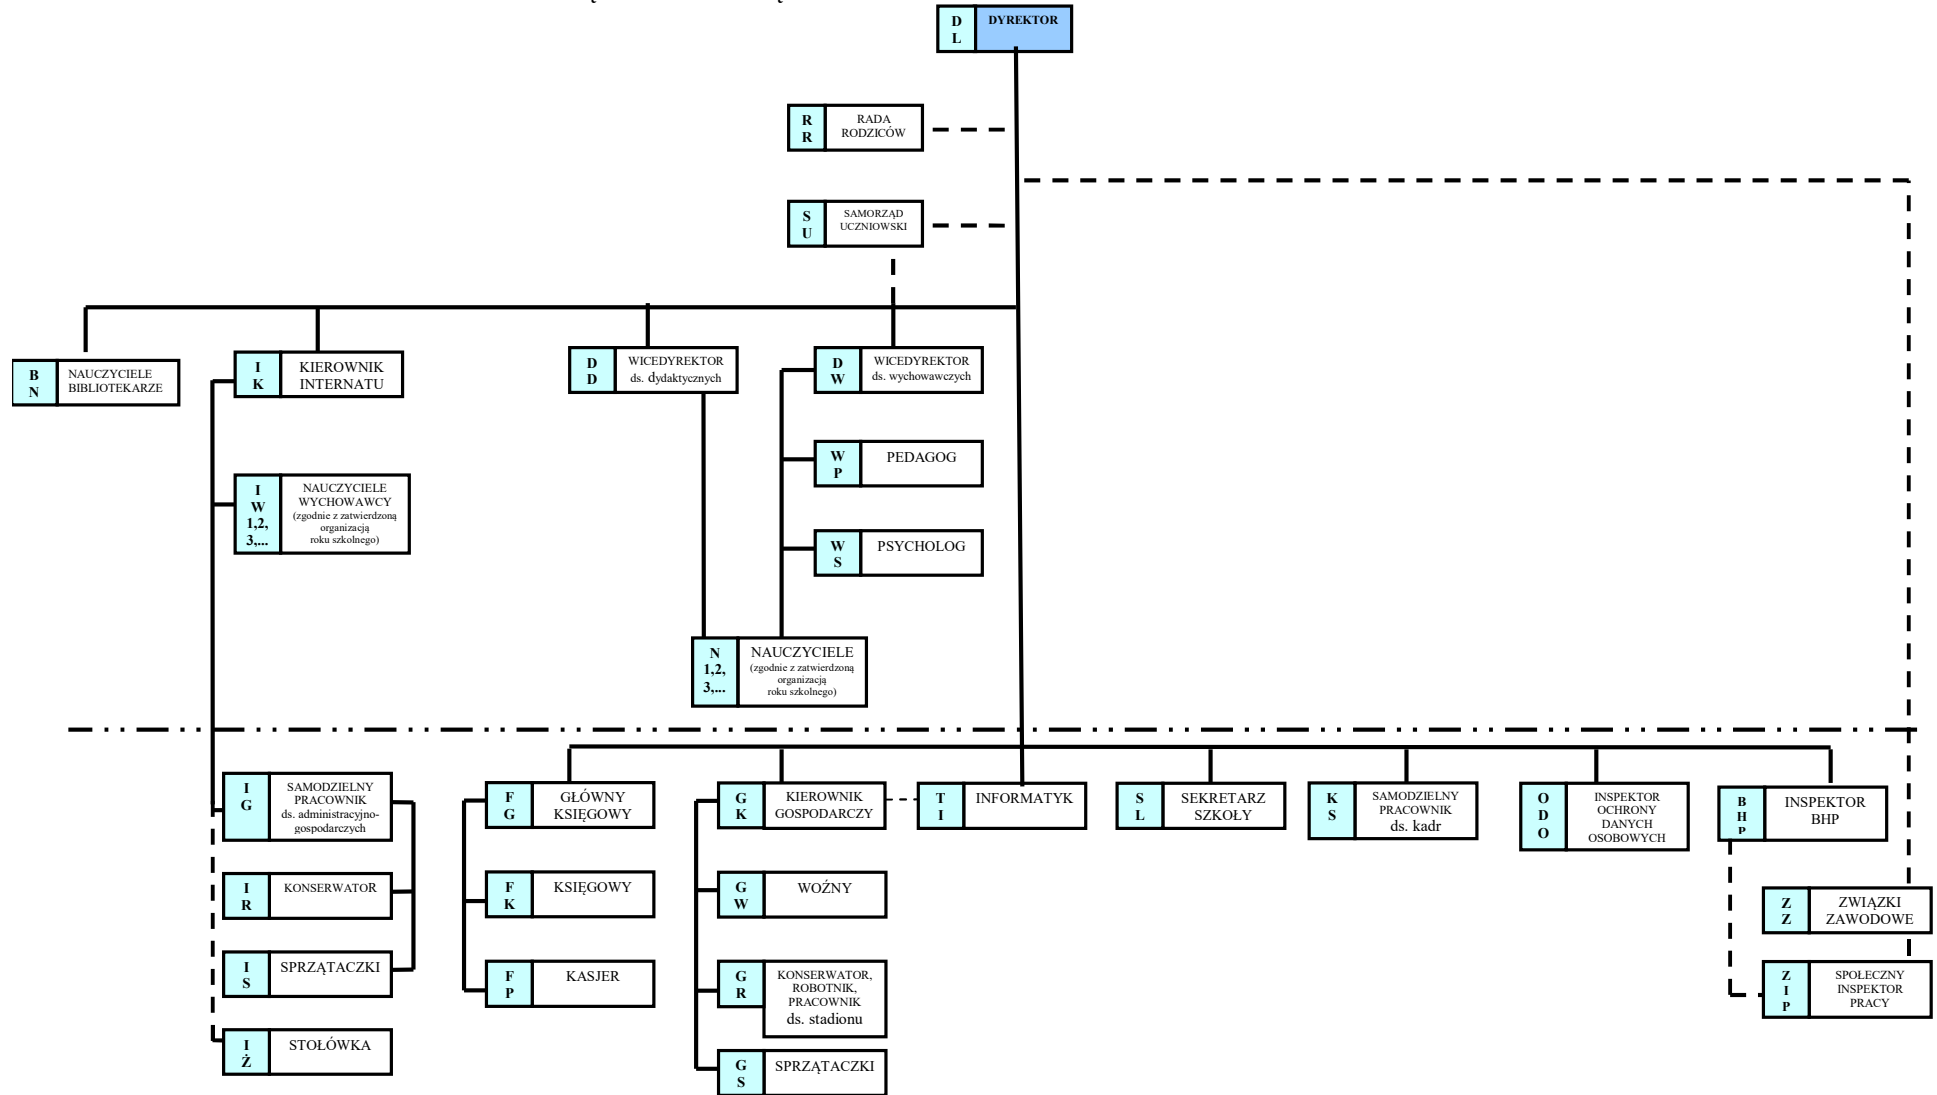 D
L
DYREKTOR
R
R
RADA
RODZICÓW
S
U
SAMORZĄD
UCZNIOWSKI
B
N
NAUCZYCIELE
BIBLIOTEKARZE
I
K
KIEROWNIK
INTERNATU
D
D
WICEDYREKTOR
ds. dydaktycznych
D
W
WICEDYREKTOR
ds. wychowawczych
W
P
PEDAGOG
I
W
1,2,
3,...
NAUCZYCIELE
WYCHOWAWCY
(zgodnie z zatwierdzoną
organizacją
roku szkolnego)
W
S
PSYCHOLOG
N
1,2,
3,...
NAUCZYCIELE
(zgodnie z zatwierdzoną
organizacją
roku szkolnego)
I
G
SAMODZIELNY
PRACOWNIK
ds. administracyjno-
gospodarczych
F
G
GŁÓWNY
KSIĘGOWY
G
K
KIEROWNIK
GOSPODARCZY
T
I
INFORMATYK
S
L
SEKRETARZ
SZKOŁY
K
S
SAMODZIELNY
PRACOWNIK
ds. kadr
O
D
O
INSPEKTOR
OCHRONY
DANYCH
OSOBOWYCH
B
H
P
INSPEKTOR
BHP
I
R
KONSERWATOR
F
K
KSIĘGOWY
G
W
WOŹNY
Z
Z
ZWIĄZKI
ZAWODOWE
I
S
SPRZĄTACZKI
F
P
KASJER
G
R
KONSERWATOR,
ROBOTNIK,
PRACOWNIK
ds. stadionu
Z
I
P
SPOŁECZNY
INSPEKTOR
PRACY
I
Ż
STOŁÓWKA
G
S
SPRZĄTACZKI